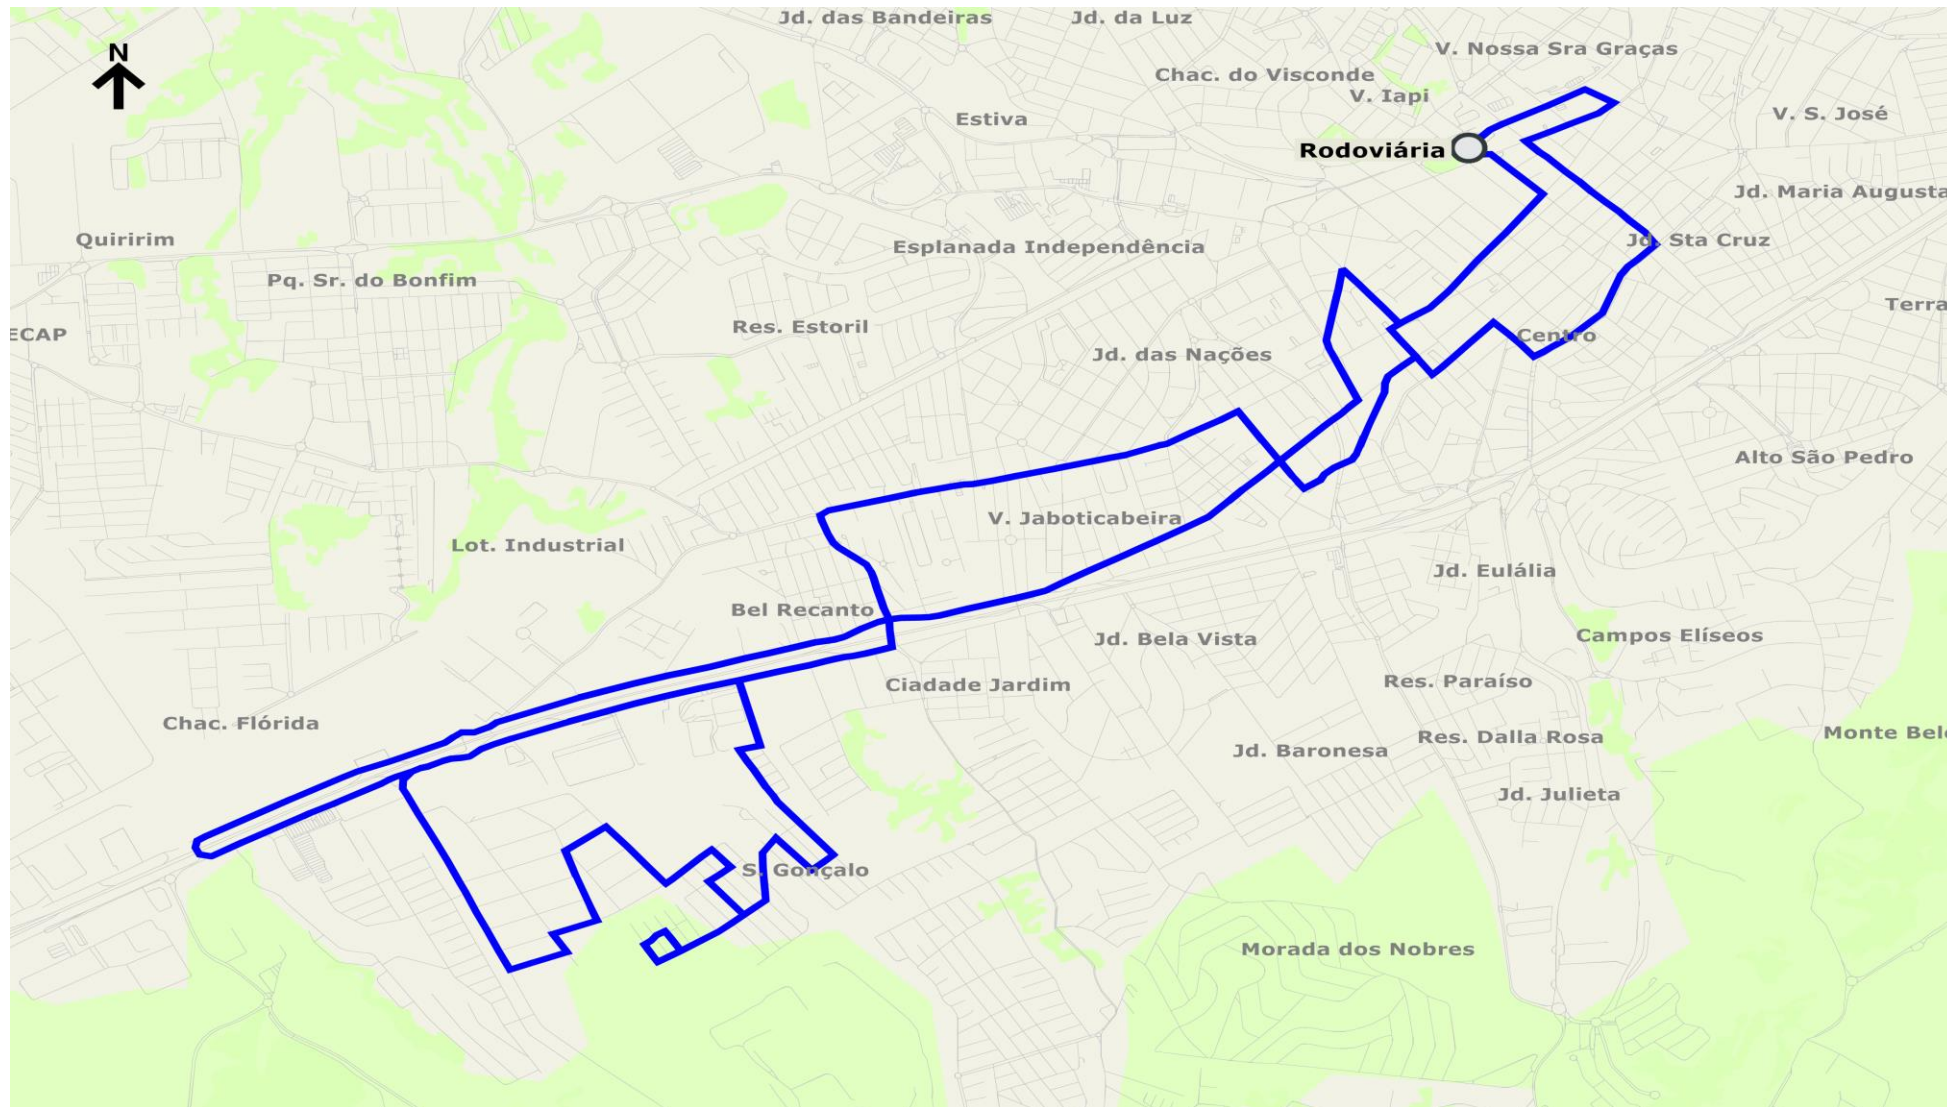 Jd. das Bandeiras
Jd. da Luz
N
V. Nossa Sra Graças
Chac. do Visconde
V. Iapi
Estiva
V. S. José
Rodoviária
Jd. Maria Augusta
Quiririm
Esplanada Independência
Jd. Sta Cruz
Pq. Sr. do Bonfim
Terra
ECAP
Res. Estoril
Centro
Jd. das Nações
Alto São Pedro
V. Jaboticabeira
Lot. Industrial
Jd. Eulália
Bel Recanto
Jd. Bela Vista
Campos Elíseos
Ciadade Jardim
Res. Paraíso
Chac. Flórida
Monte Bel
Res. Dalla Rosa
Jd. Baronesa
Jd. Julieta
S. Gonçalo
Morada dos Nobres